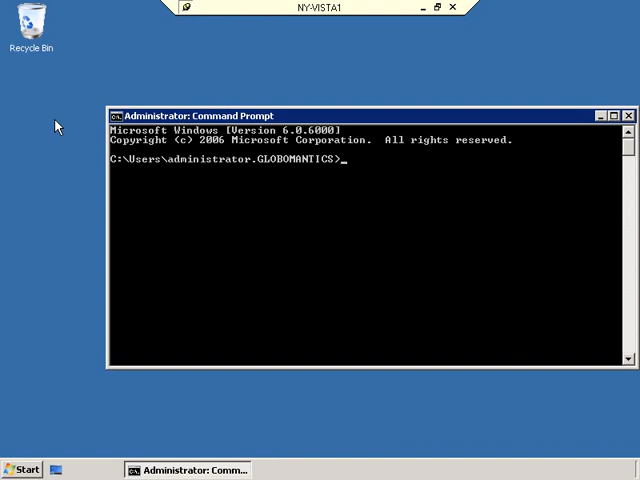 NY-VISTA1
Recycle Bin
Administrator: Command Prompt
Microsoft Windows [Version 6.0.6000]
Copyright (c) 2006 Microsoft Corporation.  All rights reserved.
C:\Users\administrator.GLOBOMANTICS>_
Start
Administrator: Comm...